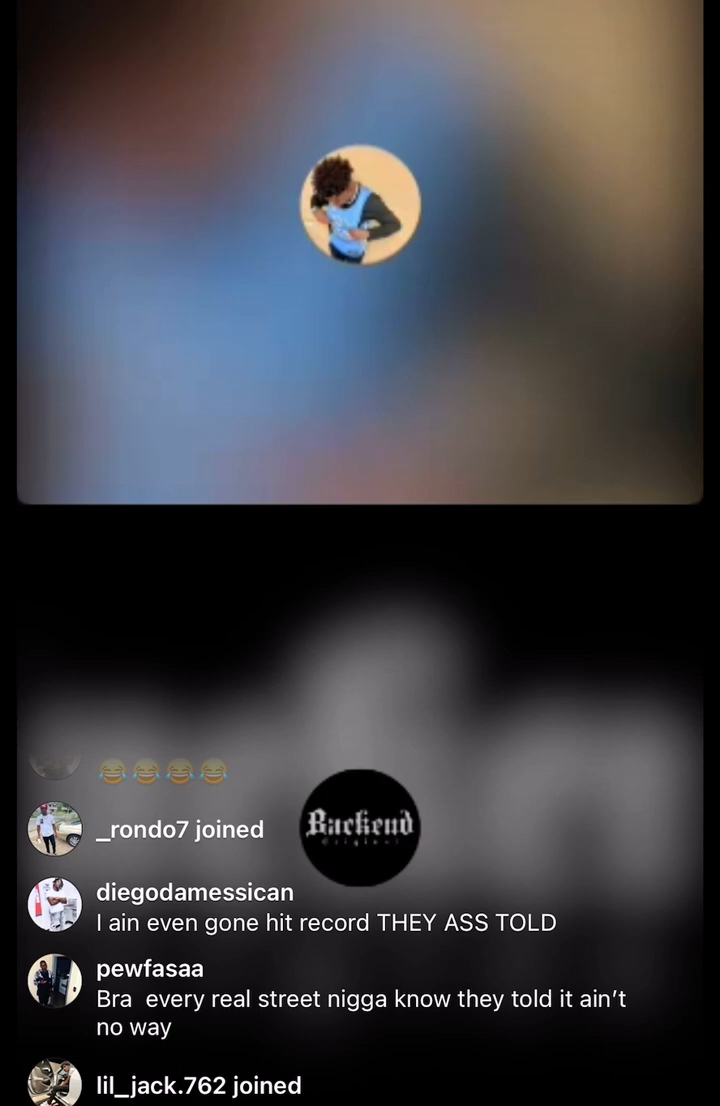 😂😂😂😂
Backend
Original
_rondo7 joined
diegodamessican
I ain even gone hit record THEY ASS TOLD
pewfasaa
Bra  every real street nigga know they told it ain’t
no way
lil_jack.762 joined